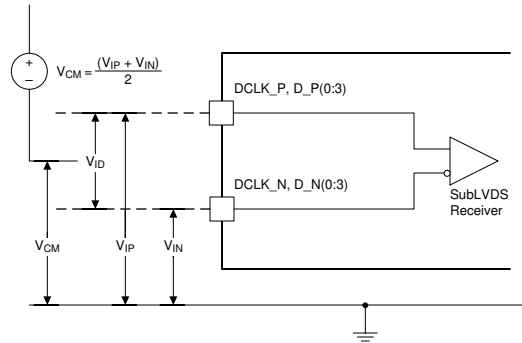 +
−
V_CM = (V_IP + V_IN) / 2
DCLK_P, D_P(0:3)
V_ID
DCLK_N, D_N(0:3)
SubLVDS
Receiver
V_CM
V_IP
V_IN